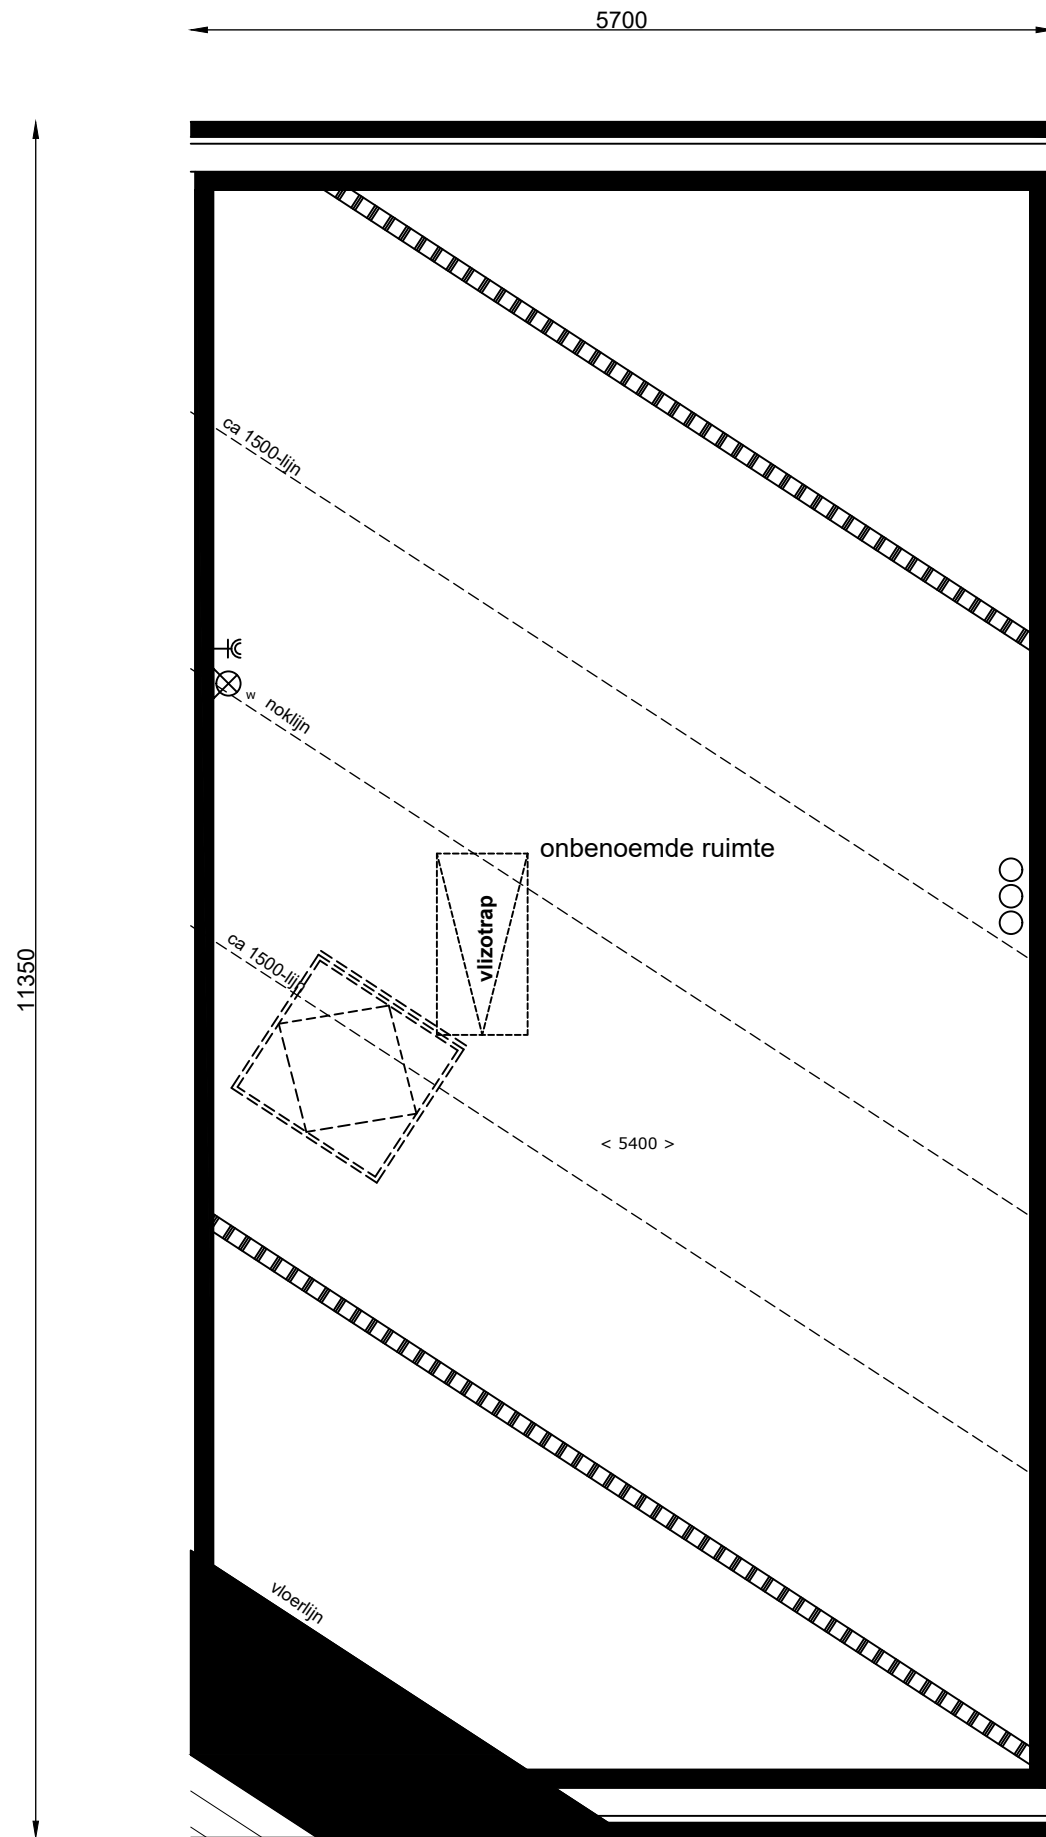 5700
ca 1500-lijn
w noklijn
onbenoemde ruimte
vlizotrap
ca 1500-lijn
11350
< 5400 >
vloerlijn